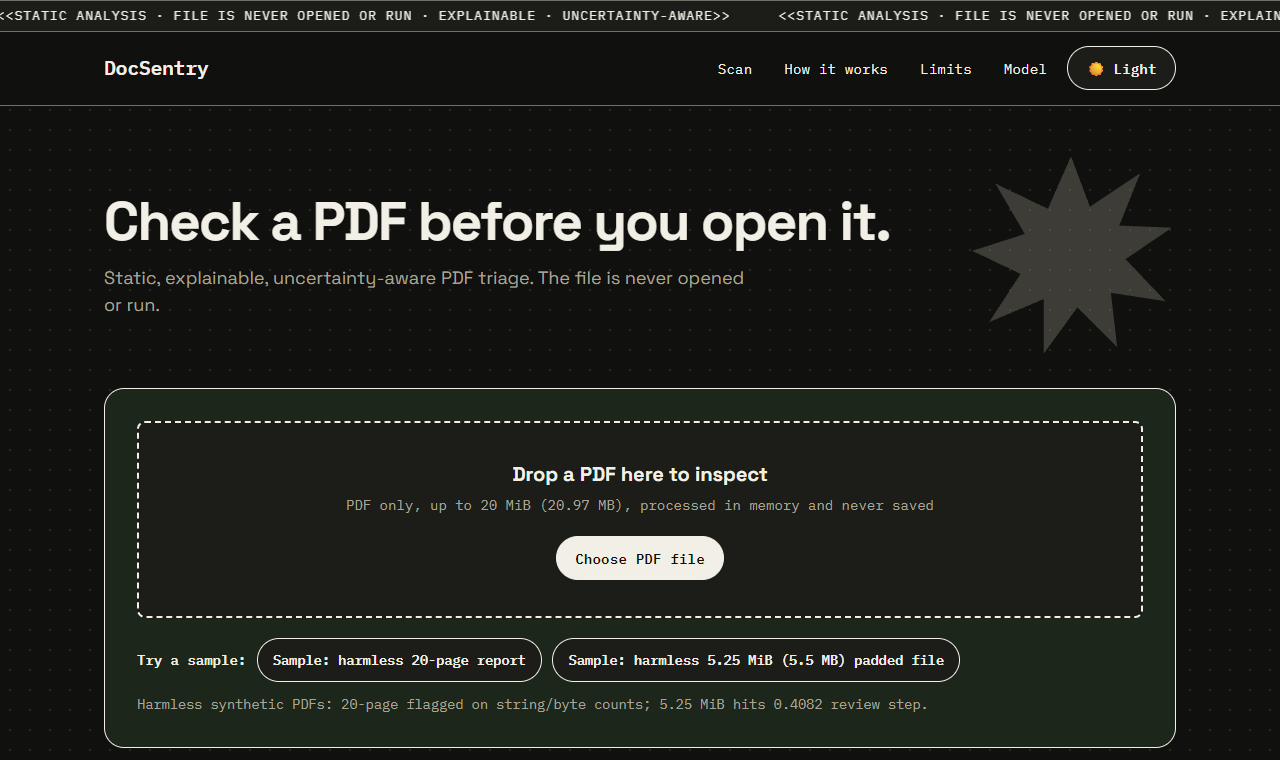 <<STATIC ANALYSIS · FILE IS NEVER OPENED OR RUN · EXPLAINABLE · UNCERTAINTY-AWARE>> <<STATIC ANALYSIS · FILE IS NEVER OPENED OR RUN · EXPLAIN
DocSentry
Scan How it works Limits Model Light
Check a PDF before you open it.
Static, explainable, uncertainty-aware PDF triage. The file is never opened
or run.
Drop a PDF here to inspect
PDF only, up to 20 MiB (20.97 MB), processed in memory and never saved
Choose PDF file
Try a sample: Sample: harmless 20-page report Sample: harmless 5.25 MiB (5.5 MB) padded file
Harmless synthetic PDFs: 20-page flagged on string/byte counts; 5.25 MiB hits 0.4082 review step.